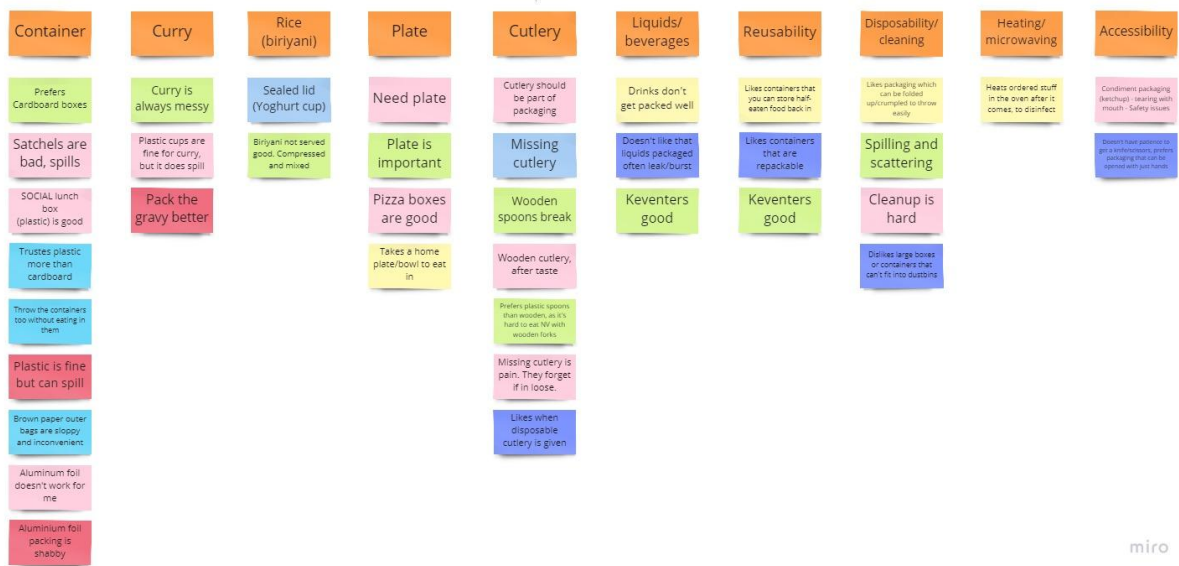 Container
Curry
Rice
(biriyani)
Plate
Cutlery
Liquids/
beverages
Reusability
Disposability/
cleaning
Heating/
microwaving
Accessibility
Prefers
Cardboard boxes
Satchels are
bad, spills
SOCIAL lunch
box
(plastic) is good
Trustes plastic
more than
cardboard
Throw the containers
too without eating in
them
Plastic is fine
but can spill
Brown paper outer
bags are sloppy
and inconvenient
Aluminum foil
doesn't work for
me
Aluminium foil
packing is
shabby
Curry is
always messy
Plastic cups are
fine for curry,
but it does spill
Pack the
gravy better
Sealed lid
(Yoghurt cup)
Biriyani not served
good. Compressed
and mixed
Need plate
Plate is
important
Pizza boxes
are good
Takes a home
plate/bowl to eat
in
Cutlery should
be part of
packaging
Missing
cutlery
Wooden
spoons break
Wooden cutlery,
after taste
Prefers plastic spoons
than wooden, as it's
hard to eat NV with
wooden forks
Missing cutlery is
pain. They forget
if in loose.
Likes when
disposable
cutlery is given
Drinks don't
get packed well
Doesn't like that
liquids packaged
often leak/burst
Keventers
good
Likes containers that
you can store half-
eaten food back in
Likes containers
that are
repackable
Keventers
good
Likes packaging which
can be folded
up/crumpled to throw
easily
Spilling and
scattering
Cleanup is
hard
Dislikes large boxes
or containers that
can't fit into dustbins
Heats ordered stuff
in the oven after it
comes, to disinfect
Condiment packaging
(ketchup) - tearing with
mouth - Safety issues
Doesn't have patience to
get a knife/scissors, prefers
packaging that can be
opened with just hands
miro